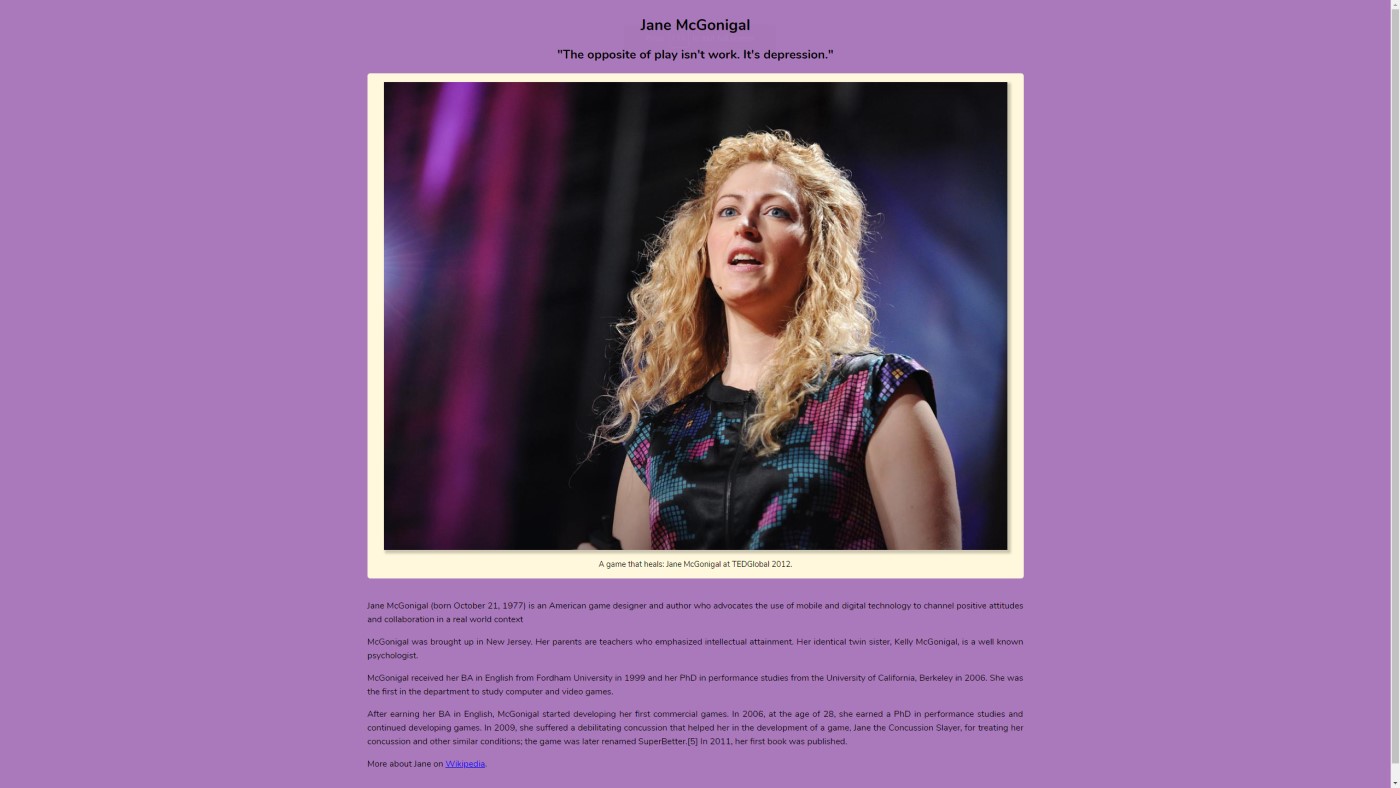 Jane McGonigal
"The opposite of play isn't work. It's depression."
A game that heals: Jane McGonigal at TEDGlobal 2012.
Jane McGonigal (born October 21, 1977) is an American game designer and author who advocates the use of mobile and digital technology to channel positive attitudes
and collaboration in a real world context
McGonigal was brought up in New Jersey. Her parents are teachers who emphasized intellectual attainment. Her identical twin sister, Kelly McGonigal, is a well known
psychologist.
McGonigal received her BA in English from Fordham University in 1999 and her PhD in performance studies from the University of California, Berkeley in 2006. She was
the first in the department to study computer and video games.
After earning her BA in English, McGonigal started developing her first commercial games. In 2006, at the age of 28, she earned a PhD in performance studies and
continued developing games. In 2009, she suffered a debilitating concussion that helped her in the development of a game, Jane the Concussion Slayer, for treating her
concussion and other similar conditions; the game was later renamed SuperBetter.[5] In 2011, her first book was published.
More about Jane on Wikipedia.